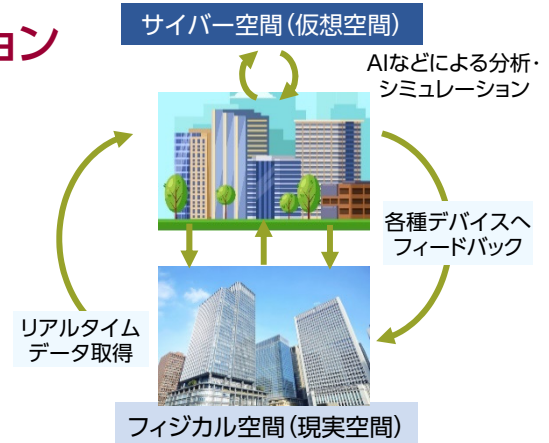 サイバー空間（仮想空間）
ョン
AIなどによる分析・
シミュレーション
各種デバイスへ
フィードバック
リアルタイム
データ取得
フィジカル空間（現実空間）